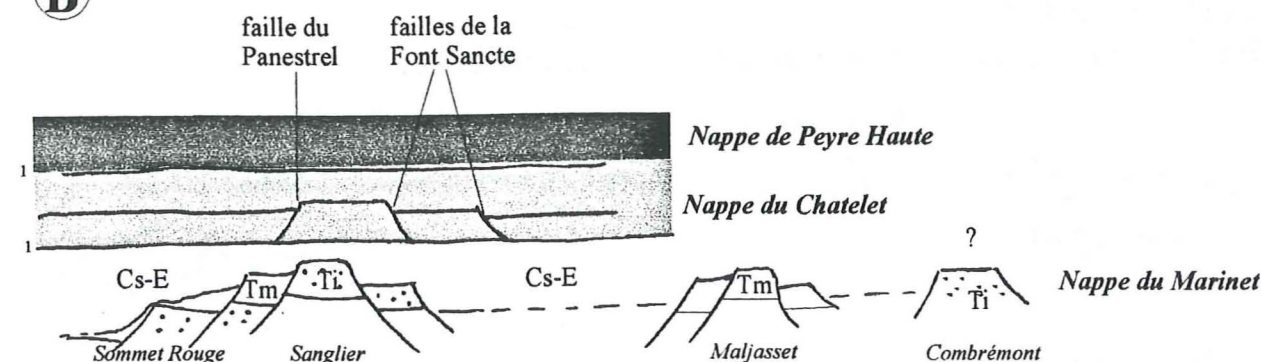 B
faille du
Panestrel
failles de la
Font Sancte
Nappe de Peyre Haute
1
Nappe du Chatelet
1
?
Cs-E
Tm
Ti
Cs-E
Tm
Ti
Nappe du Marinet
Sommet Rouge
Sanglier
Maljasset
Combrémont